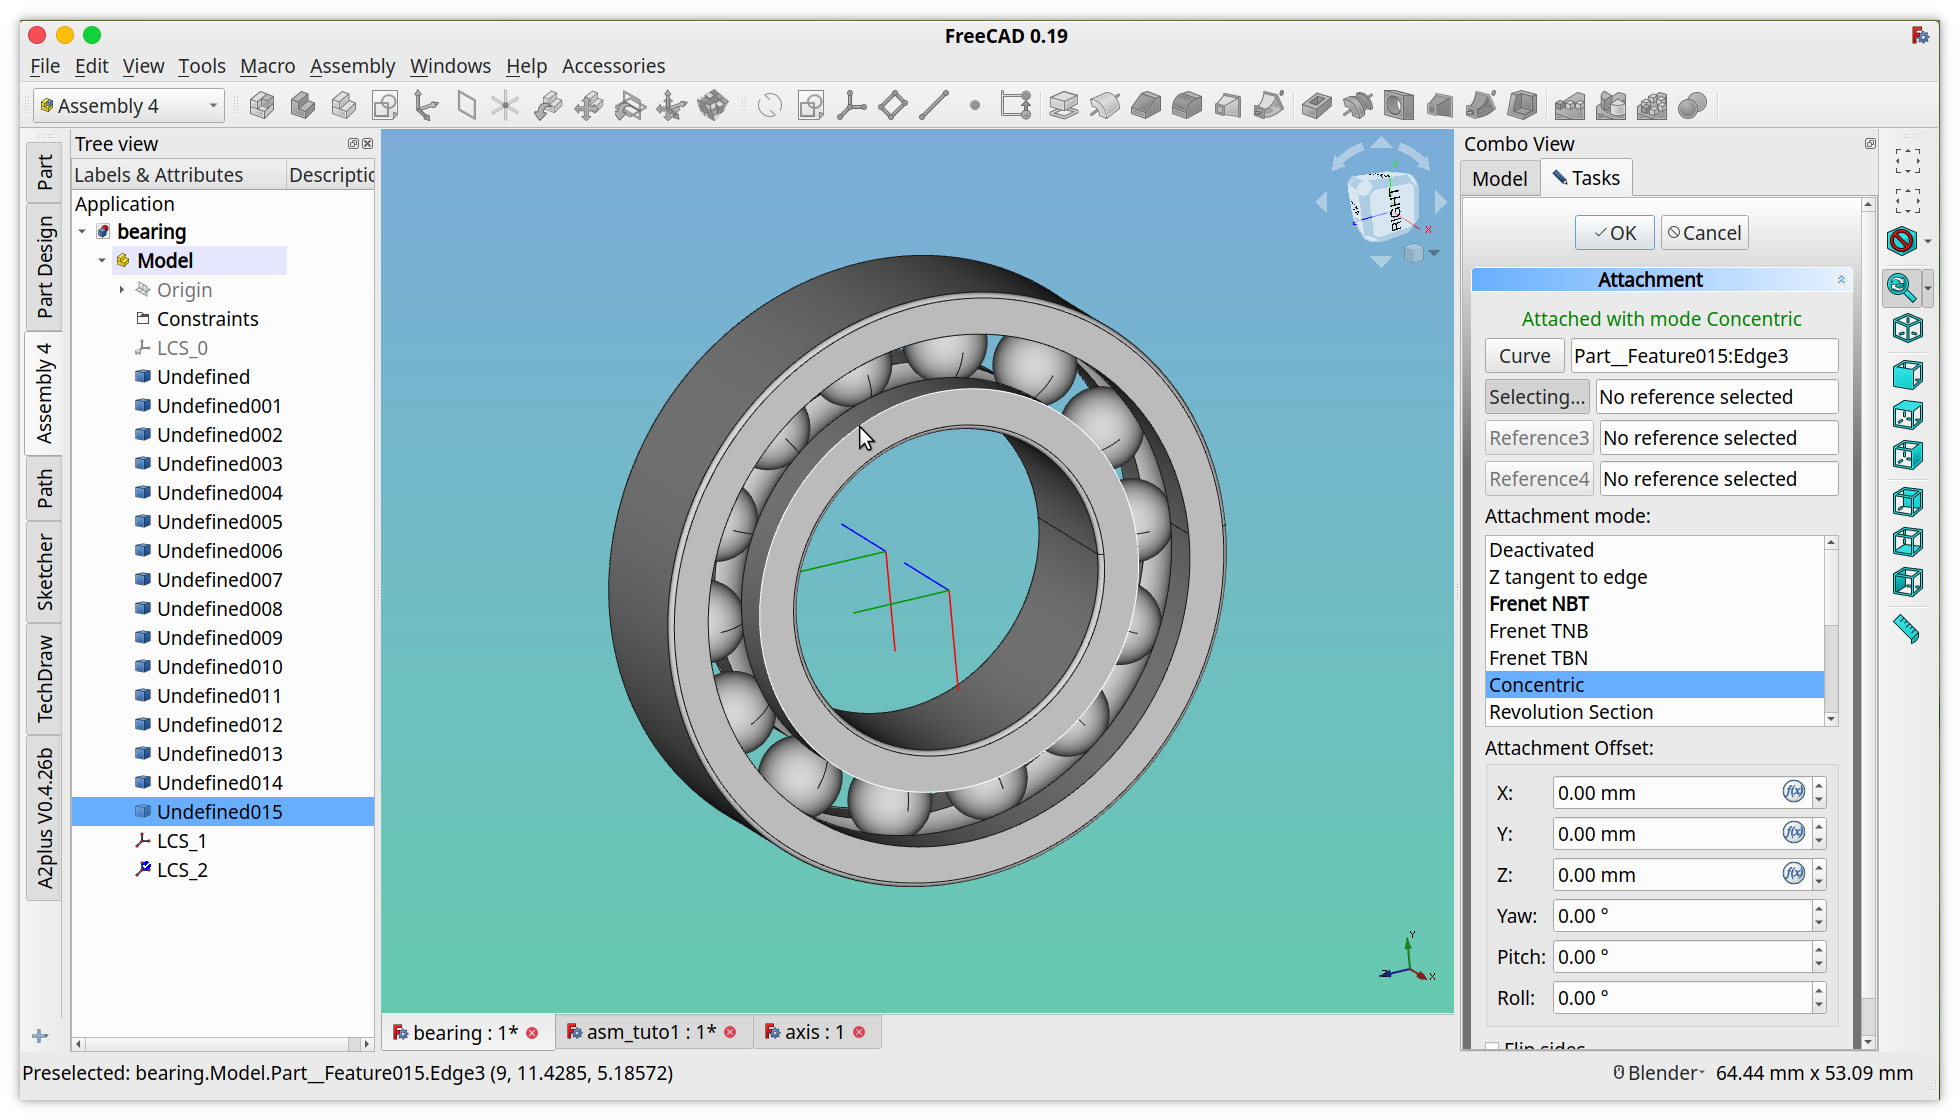 FreeCAD 0.19
File Edit View Tools Macro Assembly Windows Help Accessories
Assembly 4
Part
Part Design
Assembly 4
Path
Sketcher
TechDraw
A2plus V0.4.26b
Tree view
Labels & Attributes Descriptic
Application
bearing
Model
Origin
Constraints
LCS_0
Undefined
Undefined001
Undefined002
Undefined003
Undefined004
Undefined005
Undefined006
Undefined007
Undefined008
Undefined009
Undefined010
Undefined011
Undefined012
Undefined013
Undefined014
Undefined015
LCS_1
LCS_2
RIGHT
X
Y
Z
X
bearing : 1*
asm_tuto1 : 1*
axis : 1
Combo View
Model Tasks
OK Cancel
Attachment
Attached with mode Concentric
Curve Part__Feature015:Edge3
Selecting... No reference selected
Reference3 No reference selected
Reference4 No reference selected
Attachment mode:
Deactivated
Z tangent to edge
Frenet NBT
Frenet TNB
Frenet TBN
Concentric
Revolution Section
Attachment Offset:
X: 0.00 mm f(x)
Y: 0.00 mm f(x)
Z: 0.00 mm f(x)
Yaw: 0.00 °
Pitch: 0.00 °
Roll: 0.00 °
Flip sides
Preselected: bearing.Model.Part__Feature015.Edge3 (9, 11.4285, 5.18572)
Blender 64.44 mm x 53.09 mm